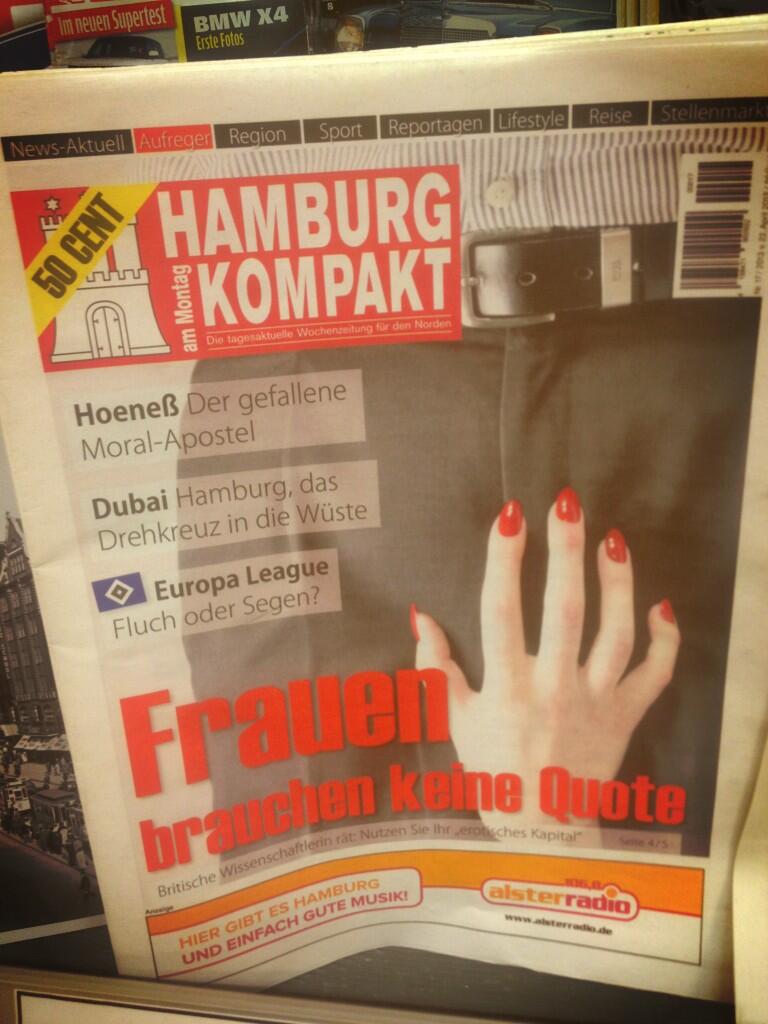 Im neuen Supertest
BMW X4
Erste Fotos
News-Aktuell Aufreger Region Sport Reportagen Lifestyle Reise Stellenmarkt
50 CENT
HAMBURG
am Montag
KOMPAKT
Die tagesaktuelle Wochenzeitung für den Norden
Hoeneß Der gefallene
Moral-Apostel
Dubai Hamburg, das
Drehkreuz in die Wüste
Europa League
Fluch oder Segen?
Frauen
brauchen keine Quote
Britische Wissenschaftlerin rät: Nutzen Sie Ihr „erotisches Kapital“ Seite 4/5
Anzeige
HIER GIBT ES HAMBURG
UND EINFACH GUTE MUSIK!
106,8
alsterradio
www.alsterradio.de